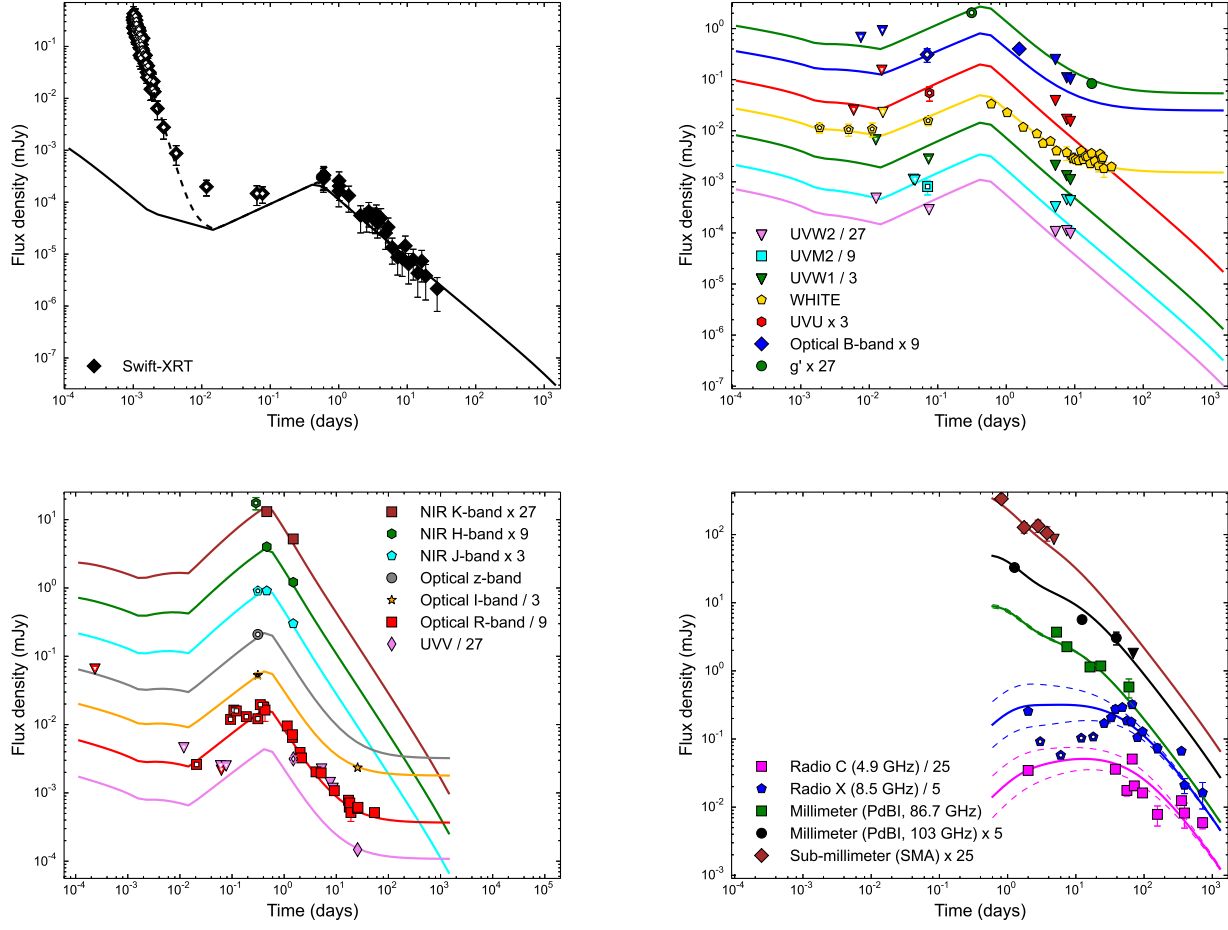 10⁻¹
10⁻²
10⁻³
10⁻⁴
10⁻⁵
10⁻⁶
10⁻⁷
Flux density (mJy)
Swift-XRT
10⁻⁴ 10⁻³ 10⁻² 10⁻¹ 10⁰ 10¹ 10² 10³
Time (days)
10⁰
10⁻¹
10⁻²
10⁻³
10⁻⁴
10⁻⁵
10⁻⁶
10⁻⁷
Flux density (mJy)
UVW2 / 27
UVM2 / 9
UVW1 / 3
WHITE
UVU x 3
Optical B-band x 9
g' x 27
10⁻⁴ 10⁻³ 10⁻² 10⁻¹ 10⁰ 10¹ 10² 10³
Time (days)
10¹
10⁰
10⁻¹
10⁻²
10⁻³
10⁻⁴
Flux density (mJy)
NIR K-band x 27
NIR H-band x 9
NIR J-band x 3
Optical z-band
Optical I-band / 3
Optical R-band / 9
UVV / 27
10⁻⁴ 10⁻³ 10⁻² 10⁻¹ 10⁰ 10¹ 10² 10³ 10⁴ 10⁵
Time (days)
10²
10¹
10⁰
10⁻¹
10⁻²
10⁻³
Flux density (mJy)
Radio C (4.9 GHz) / 25
Radio X (8.5 GHz) / 5
Millimeter (PdBI, 86.7 GHz)
Millimeter (PdBI, 103 GHz) x 5
Sub-millimeter (SMA) x 25
10⁻⁴ 10⁻³ 10⁻² 10⁻¹ 10⁰ 10¹ 10² 10³
Time (days)